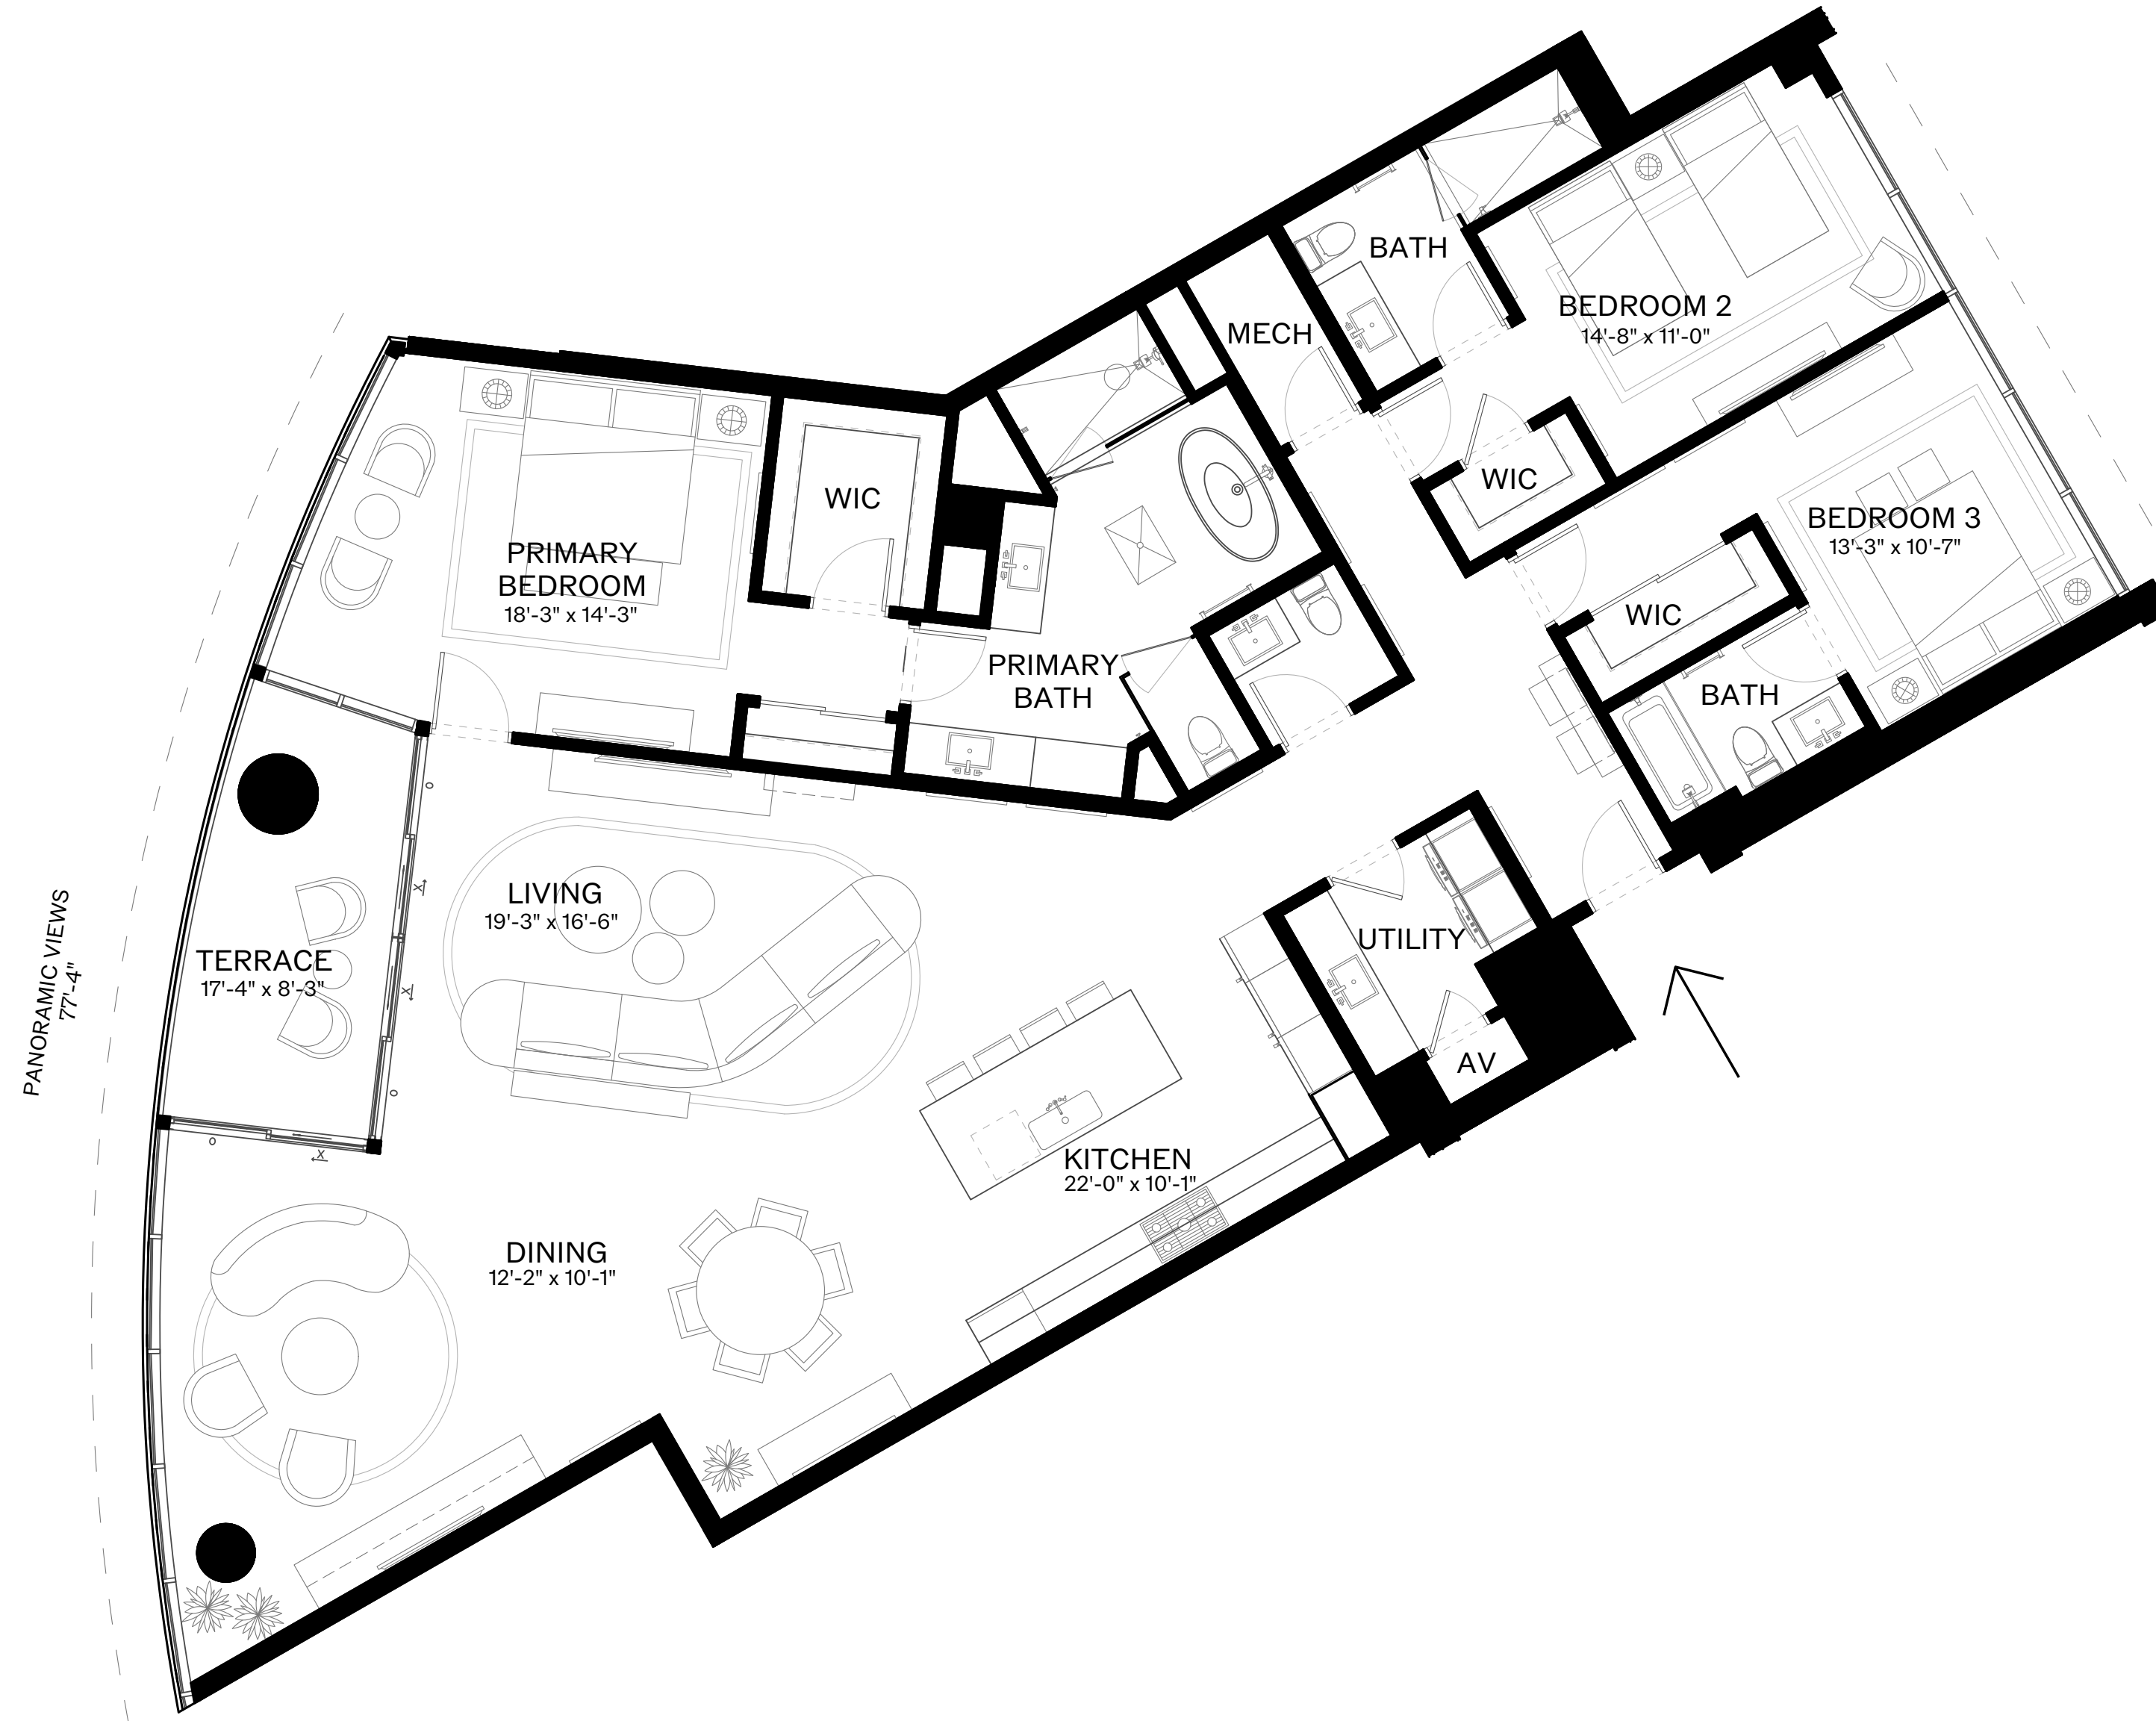 BATH
BEDROOM 2
14'-8" x 11'-0"
MECH
WIC
WIC
BEDROOM 3
13'-3" x 10'-7"
PRIMARY
BEDROOM
18'-3" x 14'-3"
WIC
PRIMARY
BATH
BATH
LIVING
19'-3" x 16'-6"
TERRACE
17'-4" x 8'-3"
PANORAMIC VIEWS
77'-4"
UTILITY
AV
KITCHEN
22'-0" x 10'-1"
DINING
12'-2" x 10'-1"
O
X
X
O
O
X